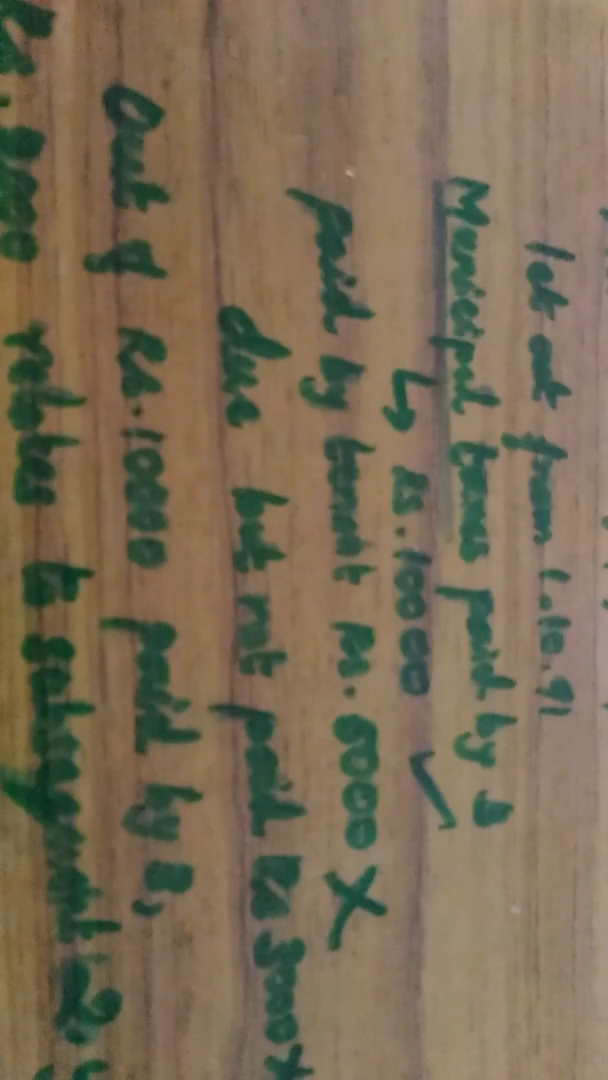 let out from 1.10.91
Municipal taxes paid by B
↳ Rs. 10000 ✓
paid by tenant Rs. 5000 X
due but not paid Rs 3000 X
Out of Rs. 10000 paid by B,
relates to subsequent